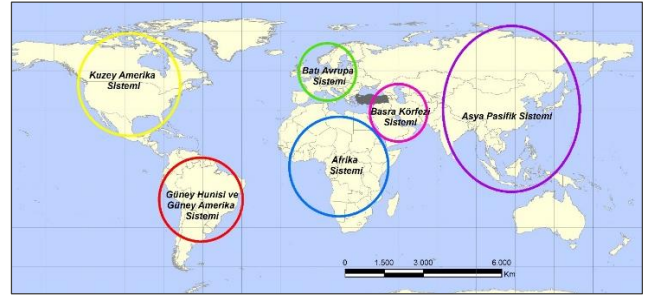 Kuzey Amerika
Sistemi
Batı Avrupa
Sistemi
Basra Körfezi
Sistemi
Asya Pasifik Sistemi
Afrika
Sistemi
Güney Hunisi ve
Güney Amerika
Sistemi
0 1.500 3.000 6.000
Km